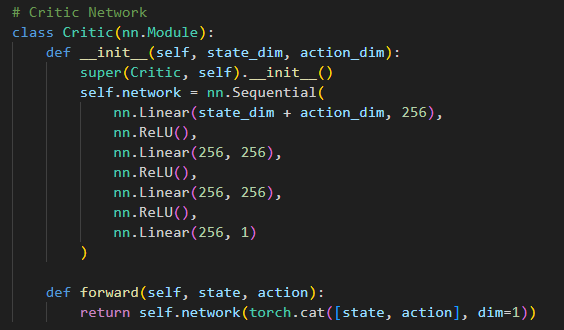 # Critic Network
class Critic(nn.Module):
    def __init__(self, state_dim, action_dim):
        super(Critic, self).__init__()
        self.network = nn.Sequential(
            nn.Linear(state_dim + action_dim, 256),
            nn.ReLU(),
            nn.Linear(256, 256),
            nn.ReLU(),
            nn.Linear(256, 256),
            nn.ReLU(),
            nn.Linear(256, 1)
        )

    def forward(self, state, action):
        return self.network(torch.cat([state, action], dim=1))